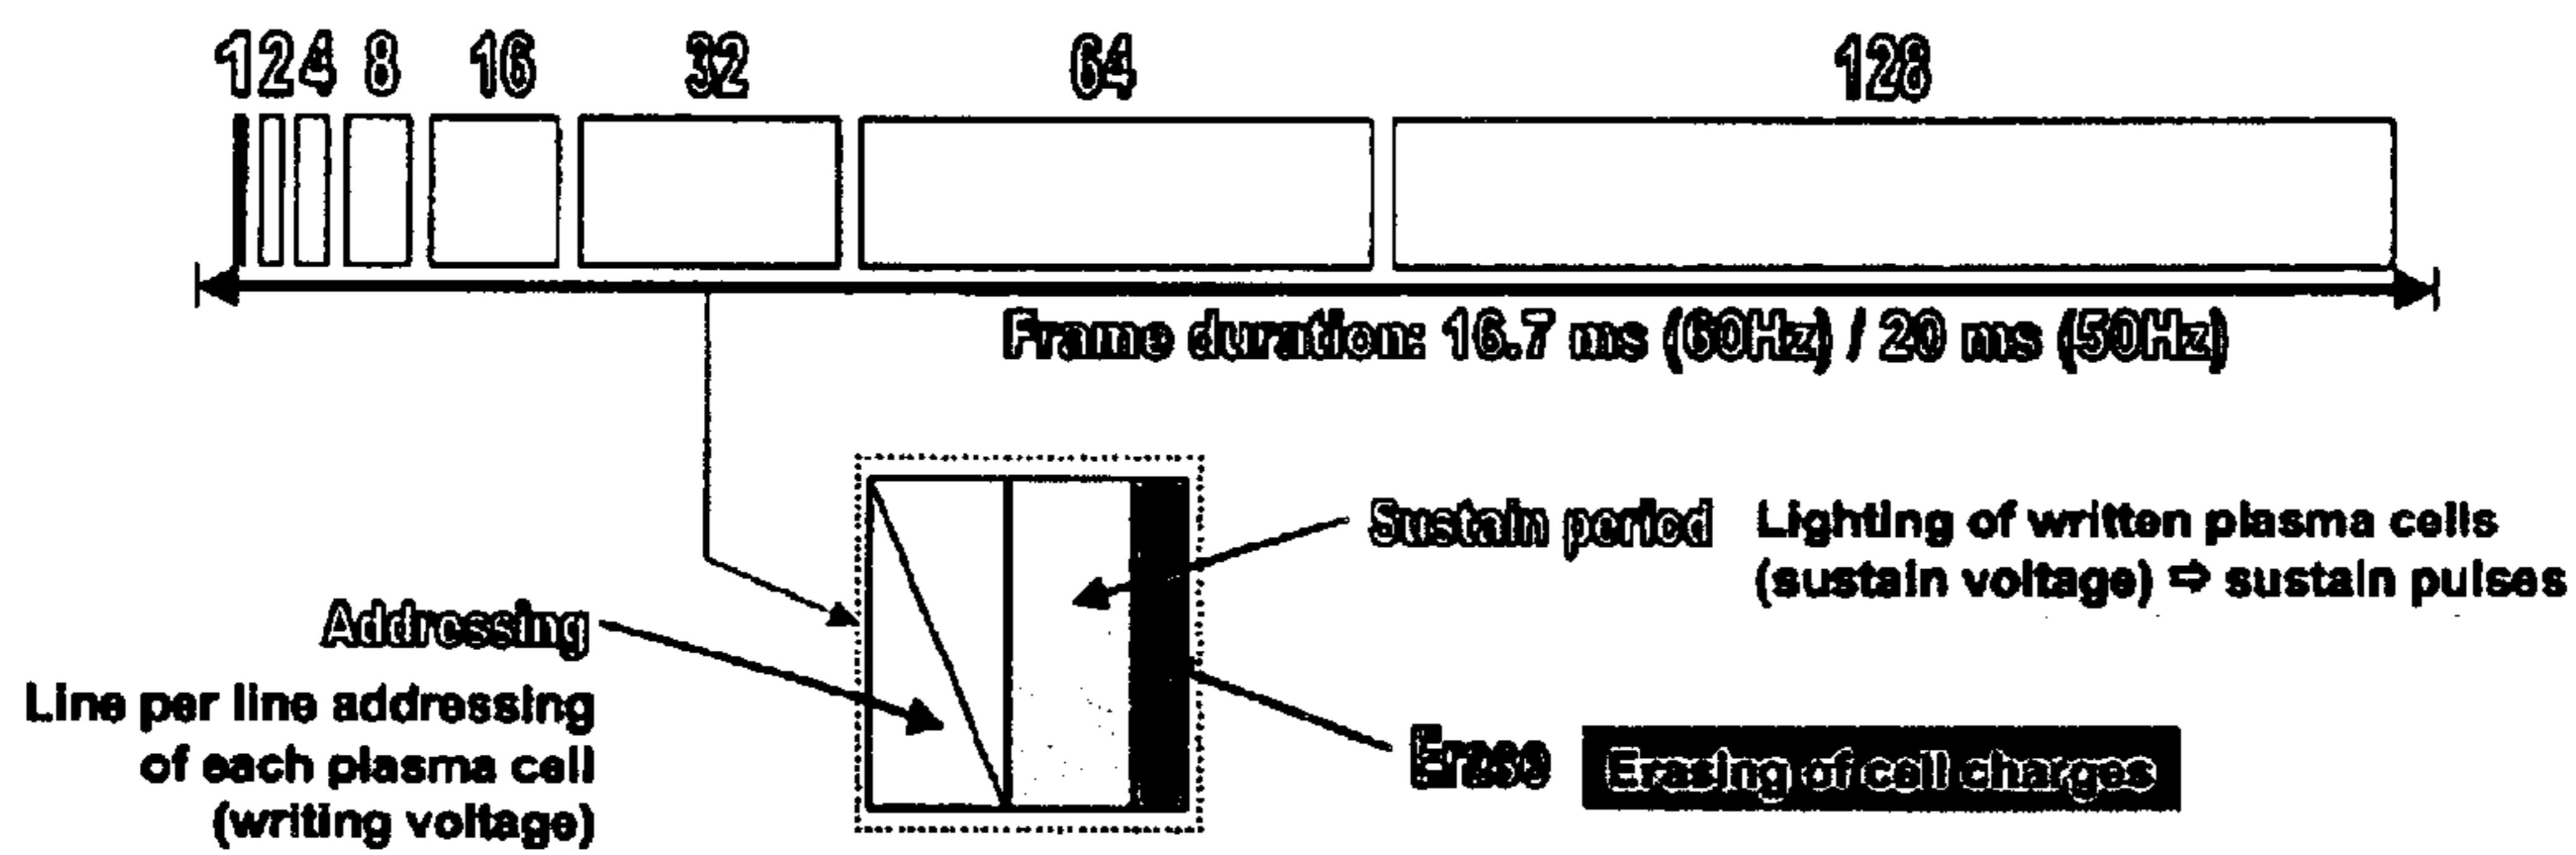 1 2 4 8 16 32 64 128
Frame duration: 16.7 ms (60Hz) / 20 ms (50Hz)
Sustain period Lighting of written plasma cells
(sustain voltage) ⇨ sustain pulses
Addressing
Line per line addressing
of each plasma cell
(writing voltage)
Erase Erasing of cell charges